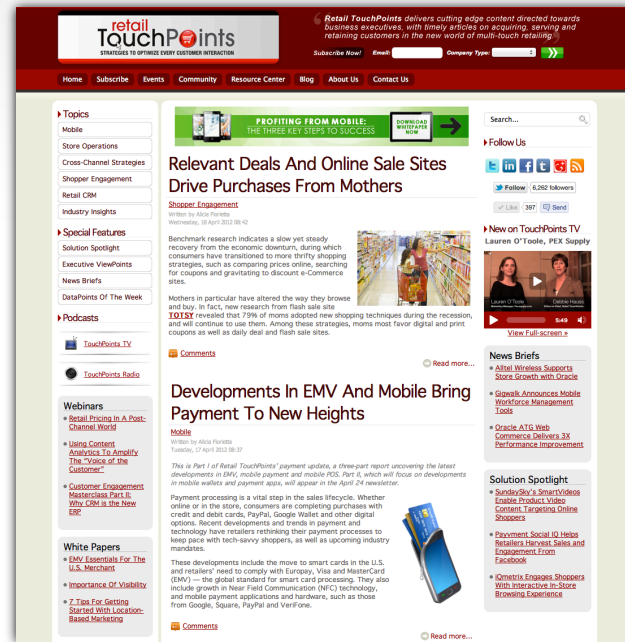 retail
TouchPoints
STRATEGIES TO OPTIMIZE EVERY CUSTOMER INTERACTION
Retail TouchPoints delivers cutting edge content directed towards
business executives, with timely articles on acquiring, serving and
retaining customers in the new world of multi-touch retailing.
Subscribe Now! Email: Company Type:
Home Subscribe Events Community Resource Center Blog About Us Contact Us
Topics
Mobile
Store Operations
Cross-Channel Strategies
Shopper Engagement
Retail CRM
Industry Insights
Special Features
Solution Spotlight
Executive ViewPoints
News Briefs
DataPoints Of The Week
Podcasts
TouchPoints TV
TouchPoints Radio
Webinars
Retail Pricing In A Post-
Channel World
Using Content
Analytics To Amplify
The "Voice of the
Customer"
Customer Engagement
Masterclass Part II:
Why CRM is the New
ERP
White Papers
EMV Essentials For The
U.S. Merchant
Importance Of Visibility
7 Tips For Getting
Started With Location-
Based Marketing
PROFITING FROM MOBILE:
THE THREE KEY STEPS TO SUCCESS
DOWNLOAD
WHITEPAPER
NOW
Relevant Deals And Online Sale Sites
Drive Purchases From Mothers
Shopper Engagement
Written by Alicia Fiorletta
Wednesday, 18 April 2012 08:42
Benchmark research indicates a slow yet steady
recovery from the economic downturn, during which
consumers have transitioned to more thrifty shopping
strategies, such as comparing prices online, searching
for coupons and gravitating to discount e-Commerce
sites.
Mothers in particular have altered the way they browse
and buy. In fact, new research from flash sale site
TOTSY revealed that 79% of moms adopted new shopping techniques during the recession,
and will continue to use them. Among these strategies, moms most favor digital and print
coupons as well as daily deal and flash sale sites.
Comments
Read more...
Developments In EMV And Mobile Bring
Payment To New Heights
Mobile
Written by Alicia Fiorletta
Tuesday, 17 April 2012 08:37
This is Part I of Retail TouchPoints' payment update, a three-part report uncovering the latest
developments in EMV, mobile payment and mobile POS. Part II, which will focus on developments
in mobile wallets and payment apps, will appear in the April 24 newsletter.
Payment processing is a vital step in the sales lifecycle. Whether
online or in the store, consumers are completing purchases with
credit and debit cards, PayPal, Google Wallet and other digital
options. Recent developments and trends in payment and
technology have retailers rethinking their payment processes to
keep pace with tech-savvy shoppers, as well as upcoming industry
mandates.
These developments include the move to smart cards in the U.S.
and retailers' need to comply with Europay, Visa and MasterCard
(EMV) — the global standard for smart card processing. They also
include growth in Near Field Communication (NFC) technology,
and mobile payment applications and hardware, such as those
from Google, Square, PayPal and VeriFone.
Comments
Read more...
Search...
Follow Us
Follow 6,262 followers
Like 397 Send
New on TouchPoints TV
Lauren O'Toole, PEX Supply
Lauren O'Toole
Debbie Hauss
5:49
View Full-screen »
News Briefs
Alltel Wireless Supports
Store Growth with Oracle
Gigwalk Announces Mobile
Workforce Management
Tools
Oracle ATG Web
Commerce Delivers 3X
Performance Improvement
Solution Spotlight
SundaySky's SmartVideos
Enable Product Video
Content Targeting Online
Shoppers
Payvment Social IQ Helps
Retailers Harvest Sales and
Engagement From
Facebook
iQmetrix Engages Shoppers
With Interactive In-Store
Browsing Experience